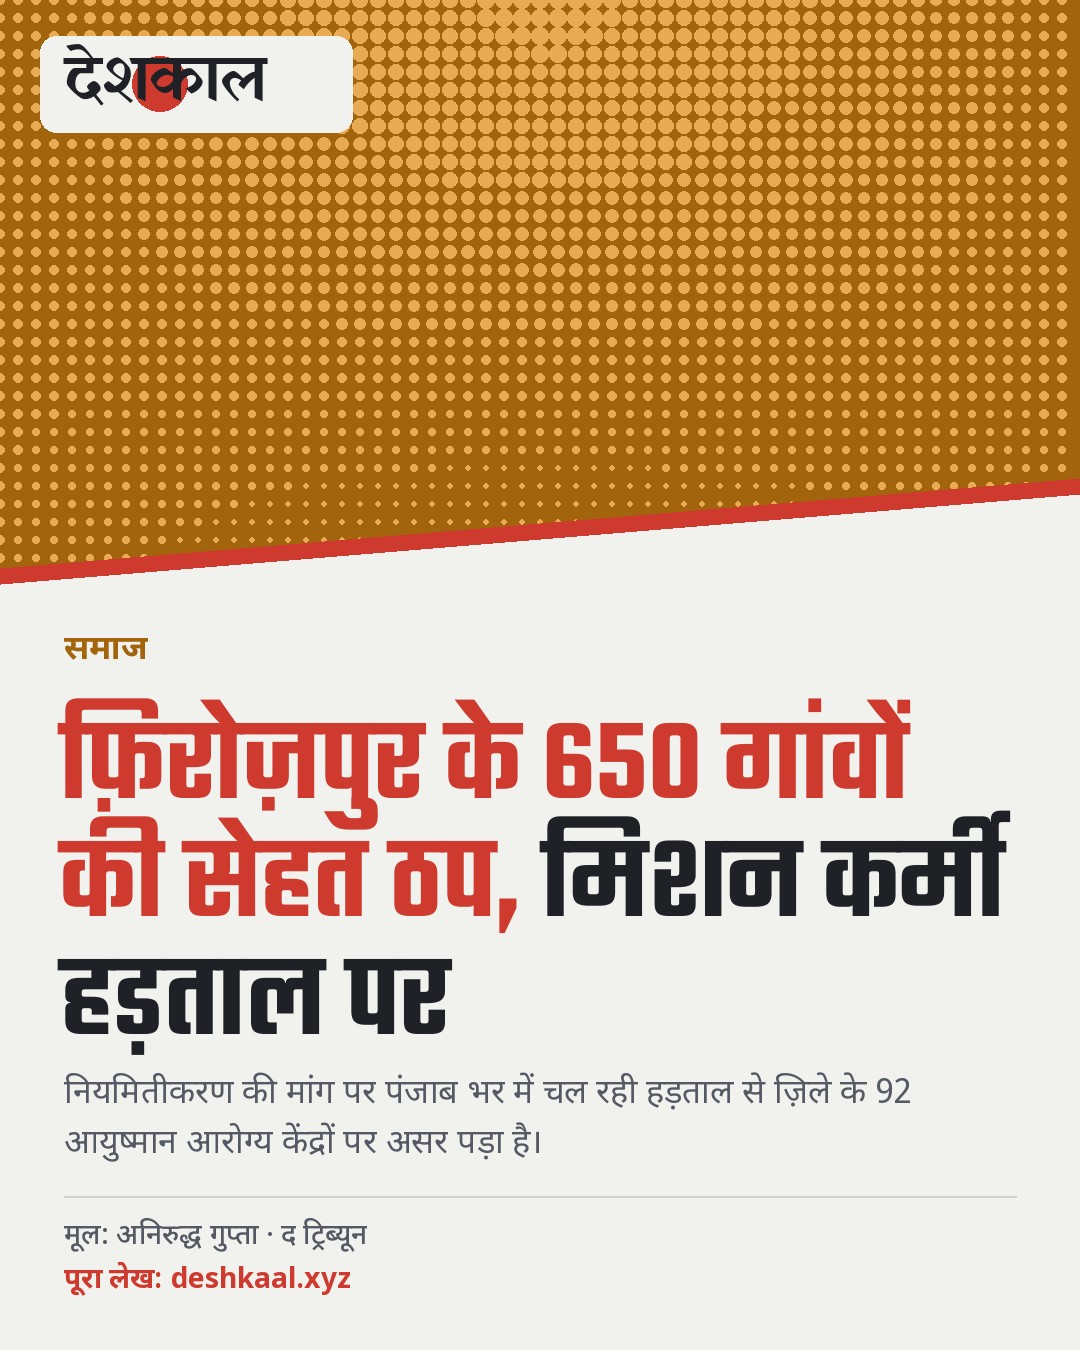 देशकाल
समाज
फ़िरोज़पुर के 650 गांवों
की सेहत ठप, मिशन कर्मी
हड़ताल पर
नियमितीकरण की मांग पर पंजाब भर में चल रही हड़ताल से ज़िले के 92
आयुष्मान आरोग्य केंद्रों पर असर पड़ा है।
मूल: अनिरुद्ध गुप्ता · द ट्रिब्यून
पूरा लेख: deshkaal.xyz